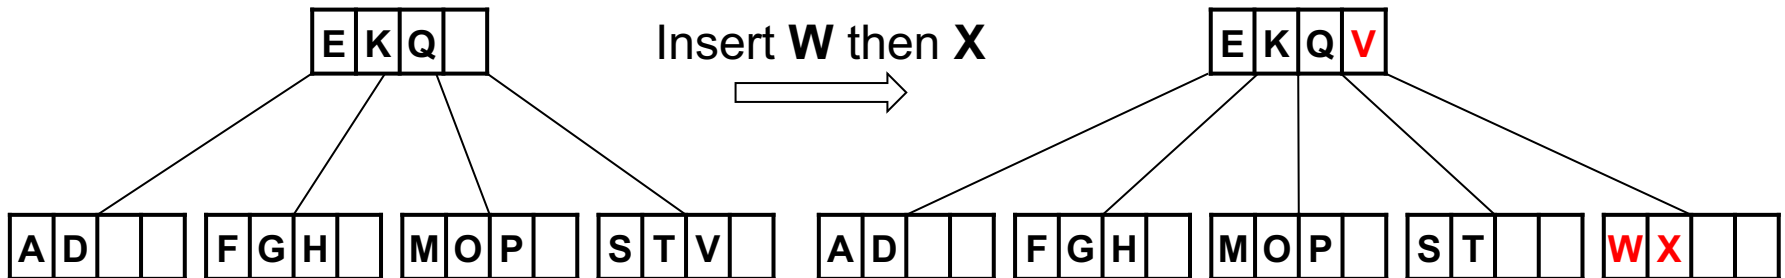 E K Q
Insert W then X
E K Q V
A D
F G H
M O P
S T V
A D
F G H
M O P
S T
W X